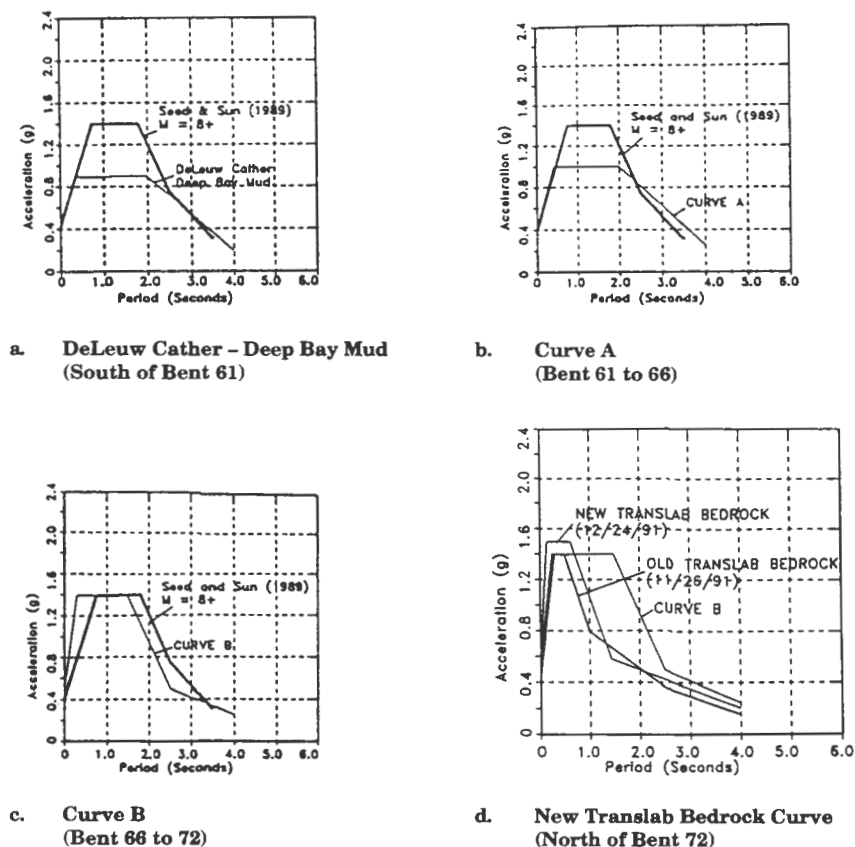 2.4
2.0
1.6
1.2
0.8
0.4
0
Acceleration (g)
Seed & Sun (1989)
M = 8+
DeLeuw Cather
Deep Bay Mud
0 1.0 2.0 3.0 4.0 5.0 6.0
Period (Seconds)
a. DeLeuw Cather – Deep Bay Mud
(South of Bent 61)
2.4
2.0
1.6
1.2
0.8
0.4
0
Acceleration (g)
Seed and Sun (1989)
M = 8+
CURVE A
0 1.0 2.0 3.0 4.0 5.0 6.0
Period (Seconds)
b. Curve A
(Bent 61 to 66)
2.4
2.0
1.6
1.2
0.8
0.4
0
Acceleration (g)
Seed and Sun (1989)
M = 8+
CURVE B
0 1.0 2.0 3.0 4.0 5.0 6.0
Period (Seconds)
c. Curve B
(Bent 66 to 72)
2.4
2.0
1.6
1.2
0.8
0.4
0
Acceleration (g)
NEW TRANSLAB BEDROCK
(12/24/91)
OLD TRANSLAB BEDROCK
(11/26/91)
CURVE B
0 1.0 2.0 3.0 4.0 5.0 6.0
Period (Seconds)
d. New Translab Bedrock Curve
(North of Bent 72)